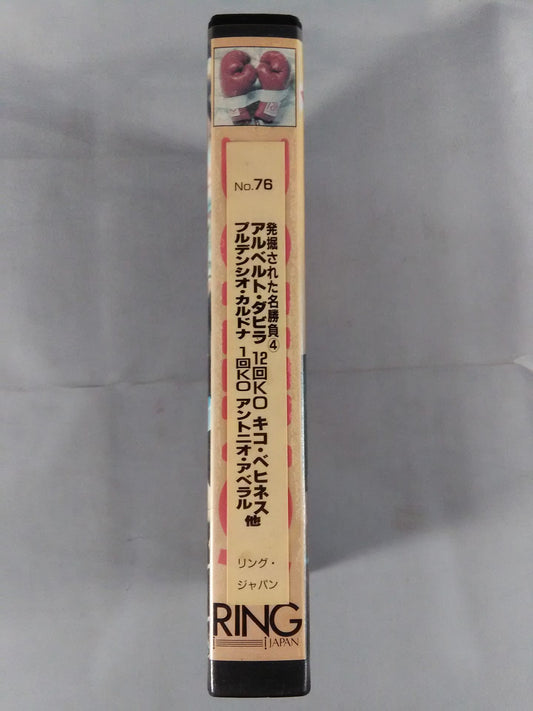 No.76
発掘された名勝負④
アルベルト・ダビラ 12回KO キコ・ベヒネス
プルデンシオ・カルドナ 1回KO アントニオ・アベラル
他
リング・
ジャパン
RING
JAPAN